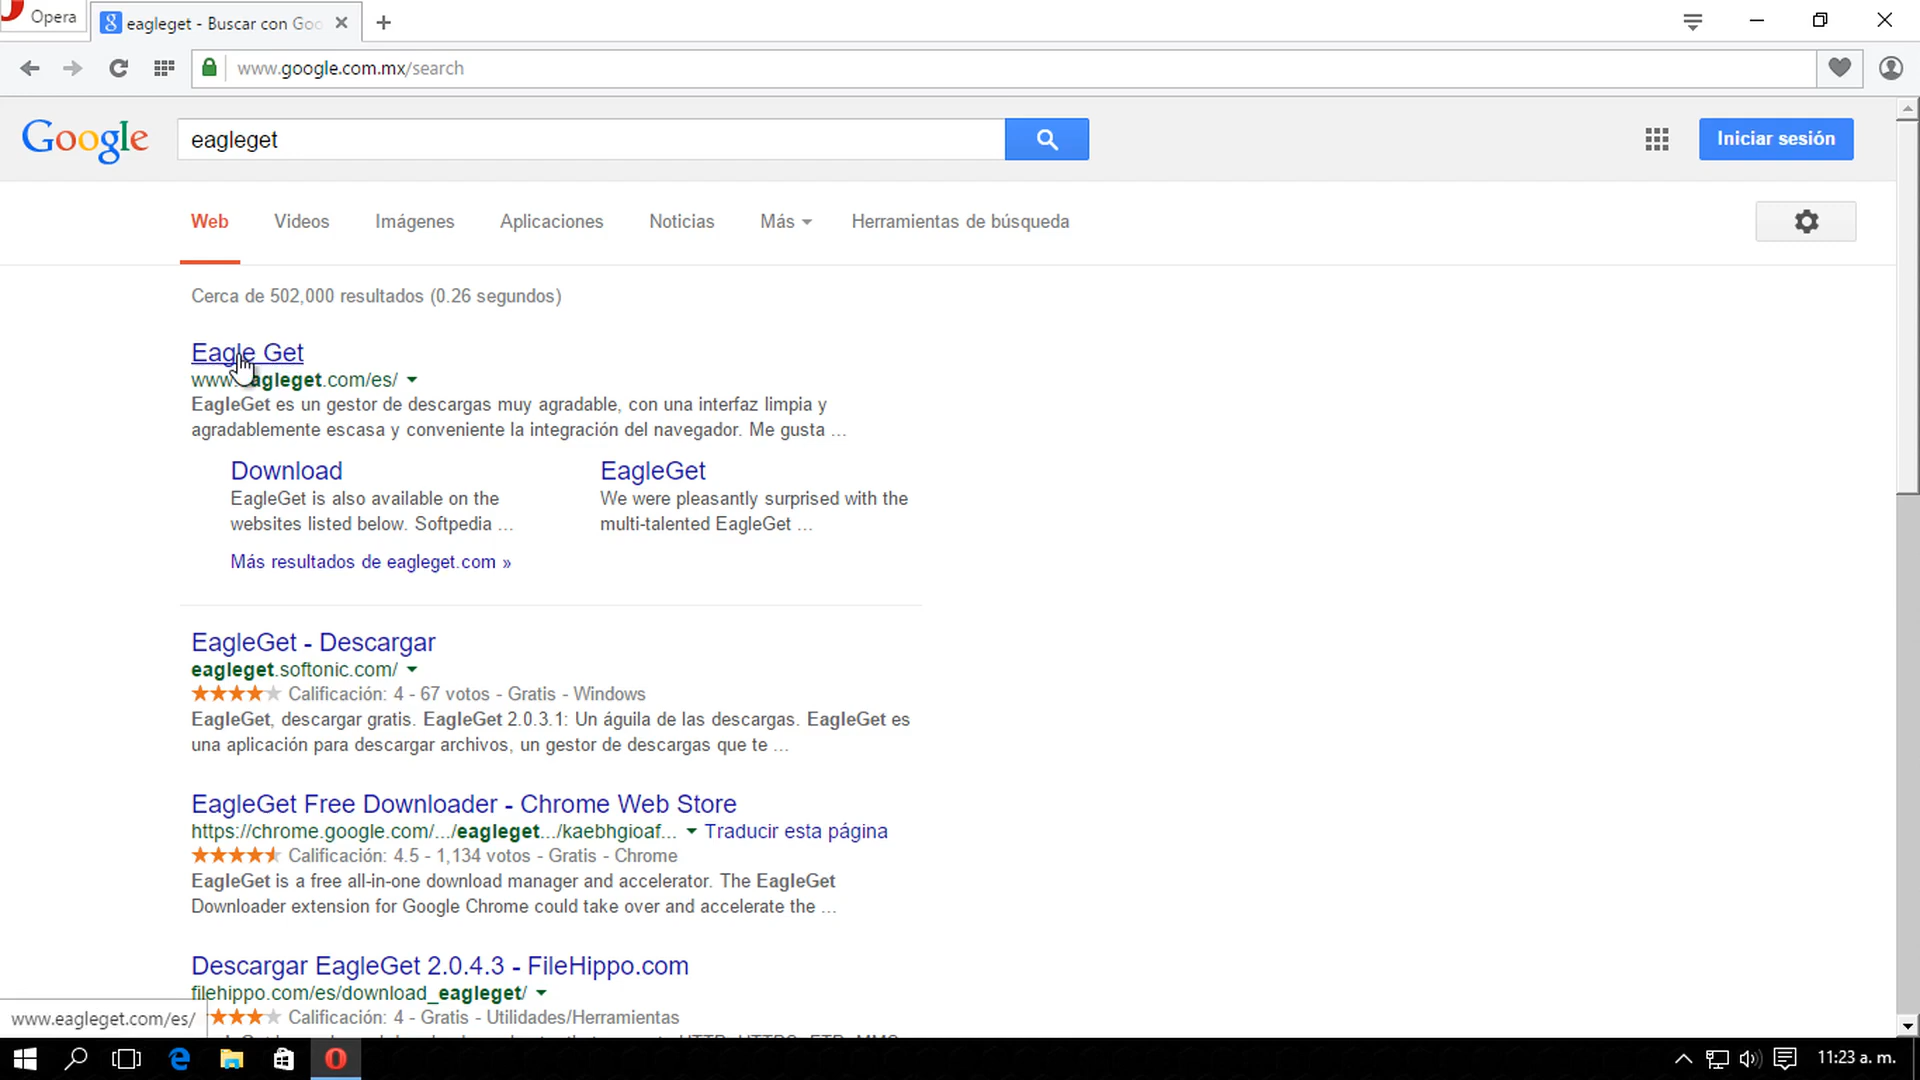 Opera
eagleget - Buscar con Goo
www.google.com.mx/search
Google
eagleget
Iniciar sesión
Web Videos Imágenes Aplicaciones Noticias Más Herramientas de búsqueda
Cerca de 502,000 resultados (0.26 segundos)
Eagle Get
www.eagleget.com/es/
EagleGet es un gestor de descargas muy agradable, con una interfaz limpia y
agradablemente escasa y conveniente la integración del navegador. Me gusta ...
Download
EagleGet is also available on the
websites listed below. Softpedia ...
EagleGet
We were pleasantly surprised with the
multi-talented EagleGet ...
Más resultados de eagleget.com »
EagleGet - Descargar
eagleget.softonic.com/
Calificación: 4 - 67 votos - Gratis - Windows
EagleGet, descargar gratis. EagleGet 2.0.3.1: Un águila de las descargas. EagleGet es
una aplicación para descargar archivos, un gestor de descargas que te ...
EagleGet Free Downloader - Chrome Web Store
https://chrome.google.com/.../eagleget.../kaebhgioaf... Traducir esta página
Calificación: 4.5 - 1,134 votos - Gratis - Chrome
EagleGet is a free all-in-one download manager and accelerator. The EagleGet
Downloader extension for Google Chrome could take over and accelerate the ...
Descargar EagleGet 2.0.4.3 - FileHippo.com
filehippo.com/es/download_eagleget/
Calificación: 4 - Gratis - Utilidades/Herramientas
www.eagleget.com/es/
11:23 a. m.